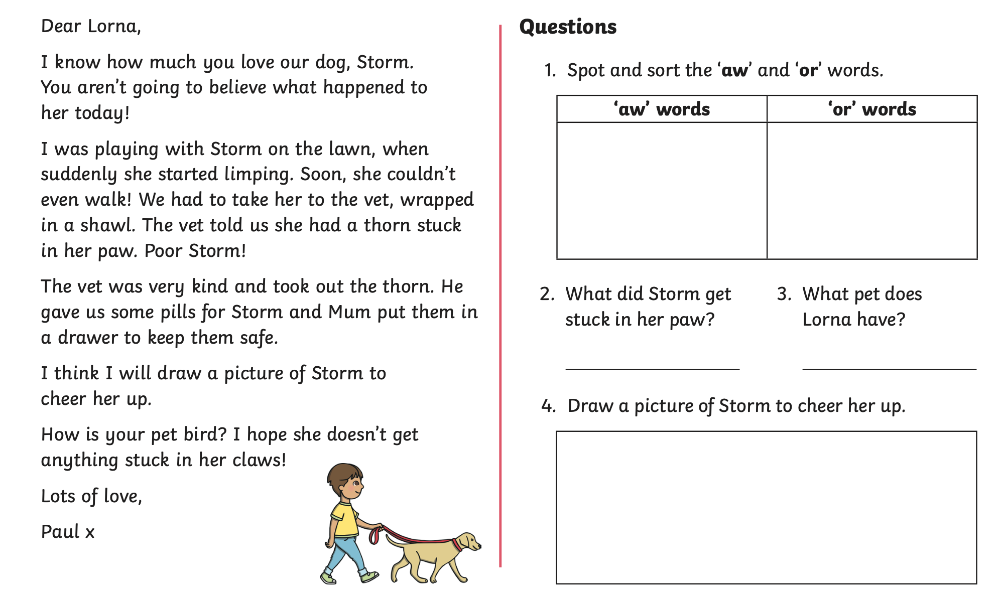 Dear Lorna,
I know how much you love our dog, Storm.
You aren't going to believe what happened to
her today!
I was playing with Storm on the lawn, when
suddenly she started limping. Soon, she couldn't
even walk! We had to take her to the vet, wrapped
in a shawl. The vet told us she had a thorn stuck
in her paw. Poor Storm!
The vet was very kind and took out the thorn. He
gave us some pills for Storm and Mum put them in
a drawer to keep them safe.
I think I will draw a picture of Storm to
cheer her up.
How is your pet bird? I hope she doesn't get
anything stuck in her claws!
Lots of love,
Paul x
Questions
1. Spot and sort the ‘aw’ and ‘or’ words.
‘aw’ words
‘or’ words
2. What did Storm get
stuck in her paw?
3. What pet does
Lorna have?
4. Draw a picture of Storm to cheer her up.